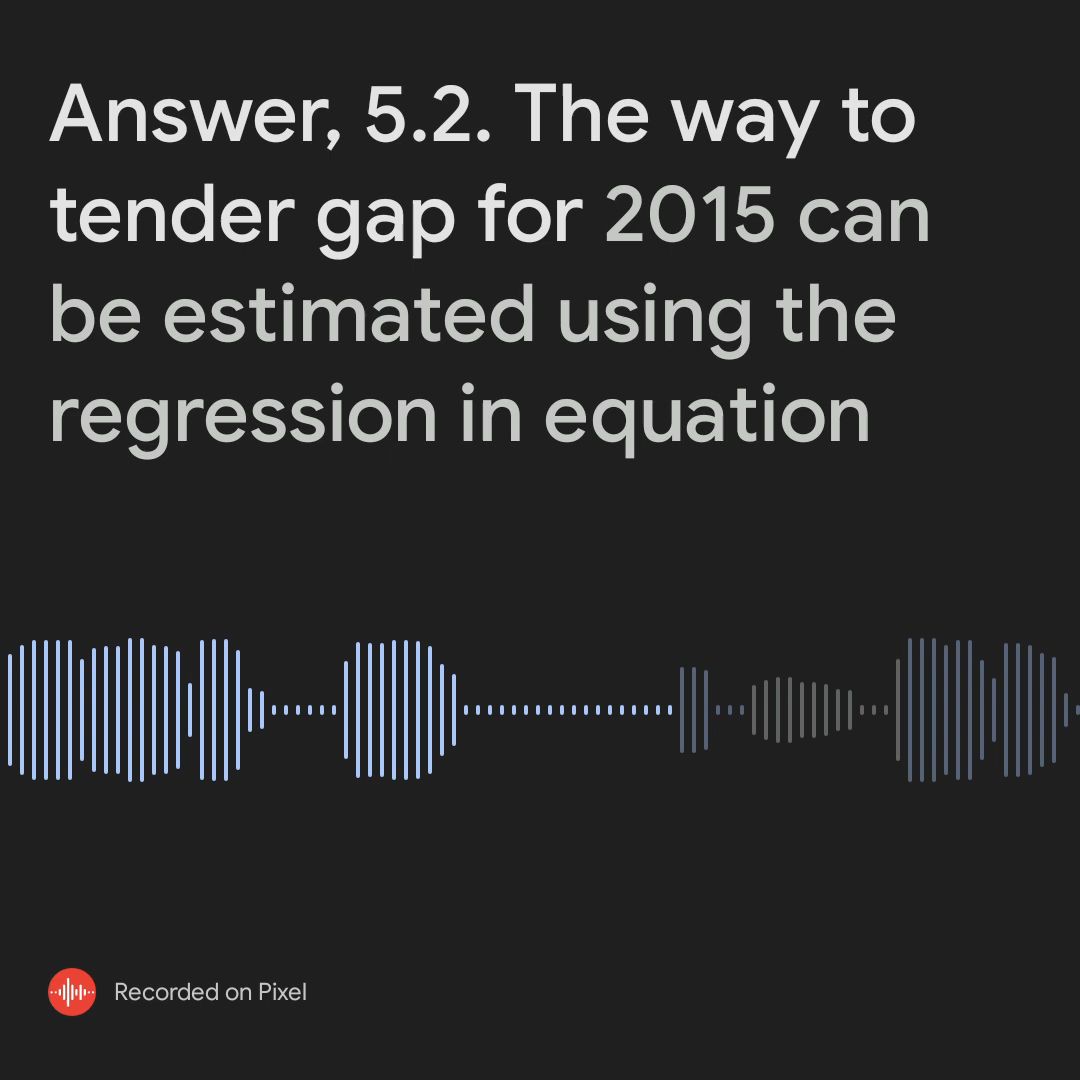 Answer, 5.2. The way to
tender gap for 2015 can
be estimated using the
regression in equation
Recorded on Pixel